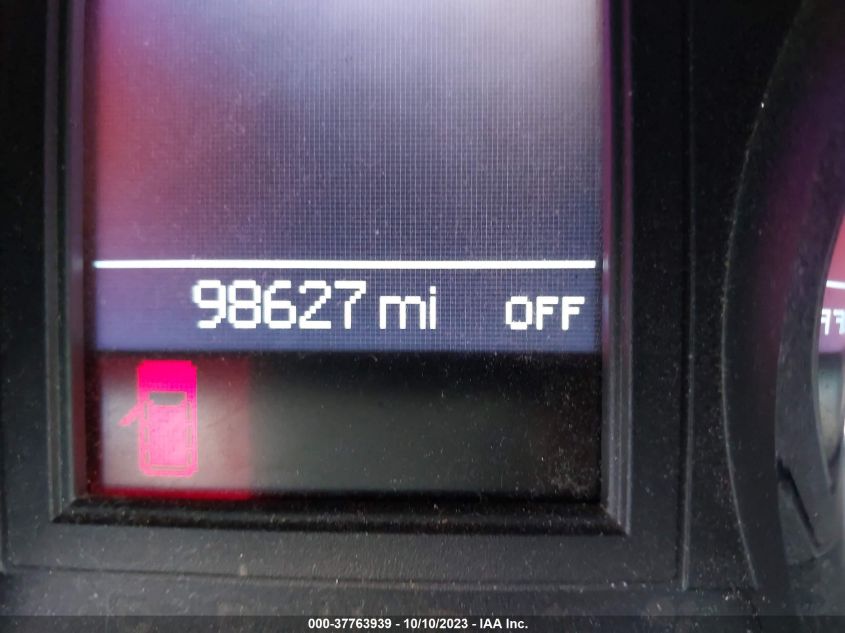 98627 mi OFF
000-37763939 - 10/10/2023 - IAA Inc.